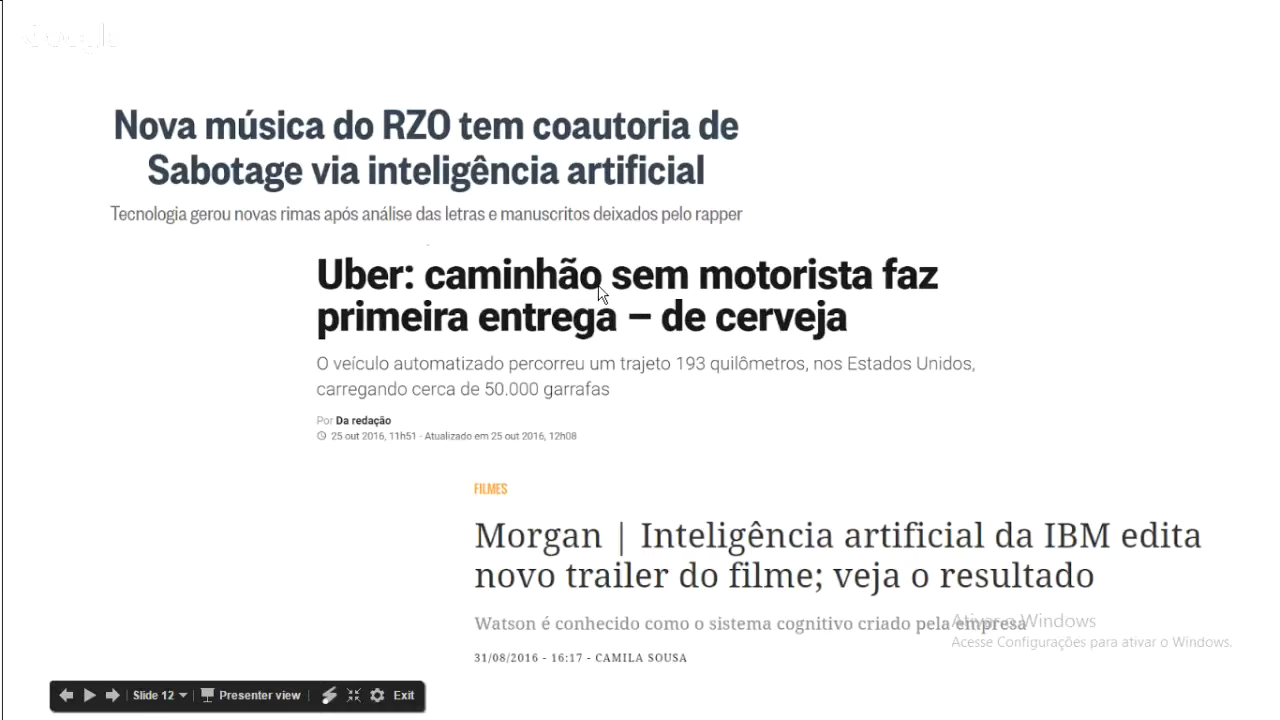 Google
Nova música do RZO tem coautoria de
Sabotage via inteligência artificial
Tecnologia gerou novas rimas após análise das letras e manuscritos deixados pelo rapper
Uber: caminhão sem motorista faz
primeira entrega – de cerveja
O veículo automatizado percorreu um trajeto 193 quilômetros, nos Estados Unidos,
carregando cerca de 50.000 garrafas
Por Da redação
25 out 2016, 11h51 - Atualizado em 25 out 2016, 12h08
FILMES
Morgan | Inteligência artificial da IBM edita
novo trailer do filme; veja o resultado
Watson é conhecido como o sistema cognitivo criado pela empresa
31/08/2016 - 16:17 - CAMILA SOUSA
Ativar o Windows
Acesse Configurações para ativar o Windows.
Slide 12 Presenter view Exit